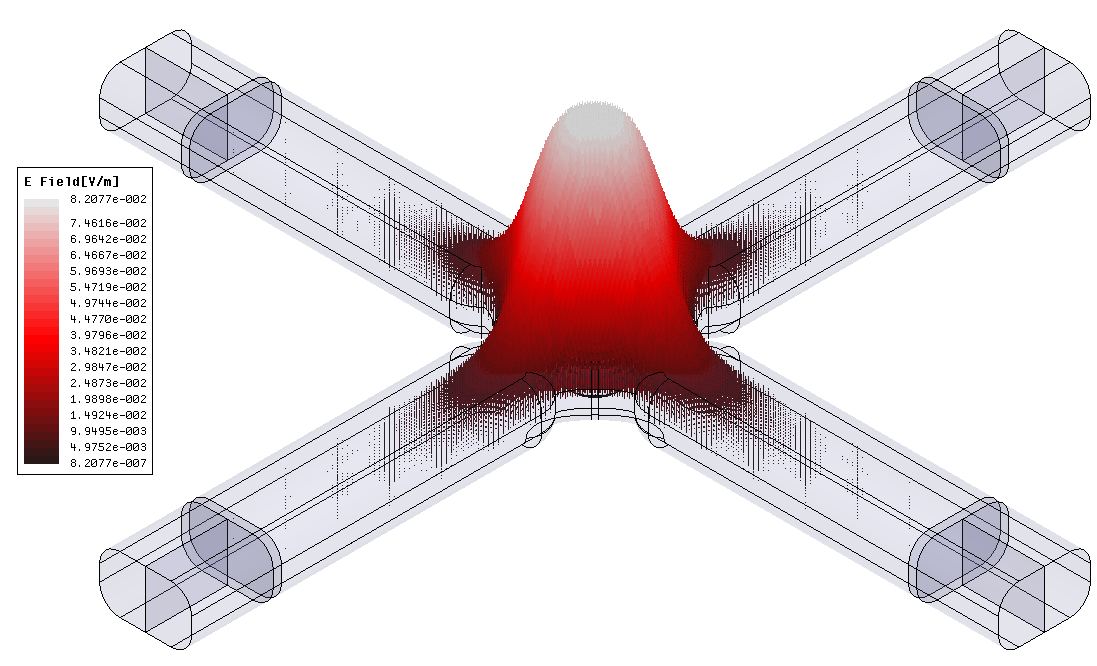 E Field[V/m]
8.2077e-002
7.4616e-002
6.9642e-002
6.4667e-002
5.9693e-002
5.4719e-002
4.9744e-002
4.4770e-002
3.9796e-002
3.4821e-002
2.9847e-002
2.4873e-002
1.9898e-002
1.4924e-002
9.9495e-003
4.9752e-003
8.2077e-007